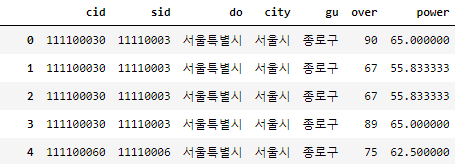 cid sid do city gu over power
0 111100030 11110003 서울특별시 서울시 종로구 90 65.000000
1 111100030 11110003 서울특별시 서울시 종로구 67 55.833333
2 111100030 11110003 서울특별시 서울시 종로구 67 55.833333
3 111100030 11110003 서울특별시 서울시 종로구 89 65.000000
4 111100060 11110006 서울특별시 서울시 종로구 75 62.500000